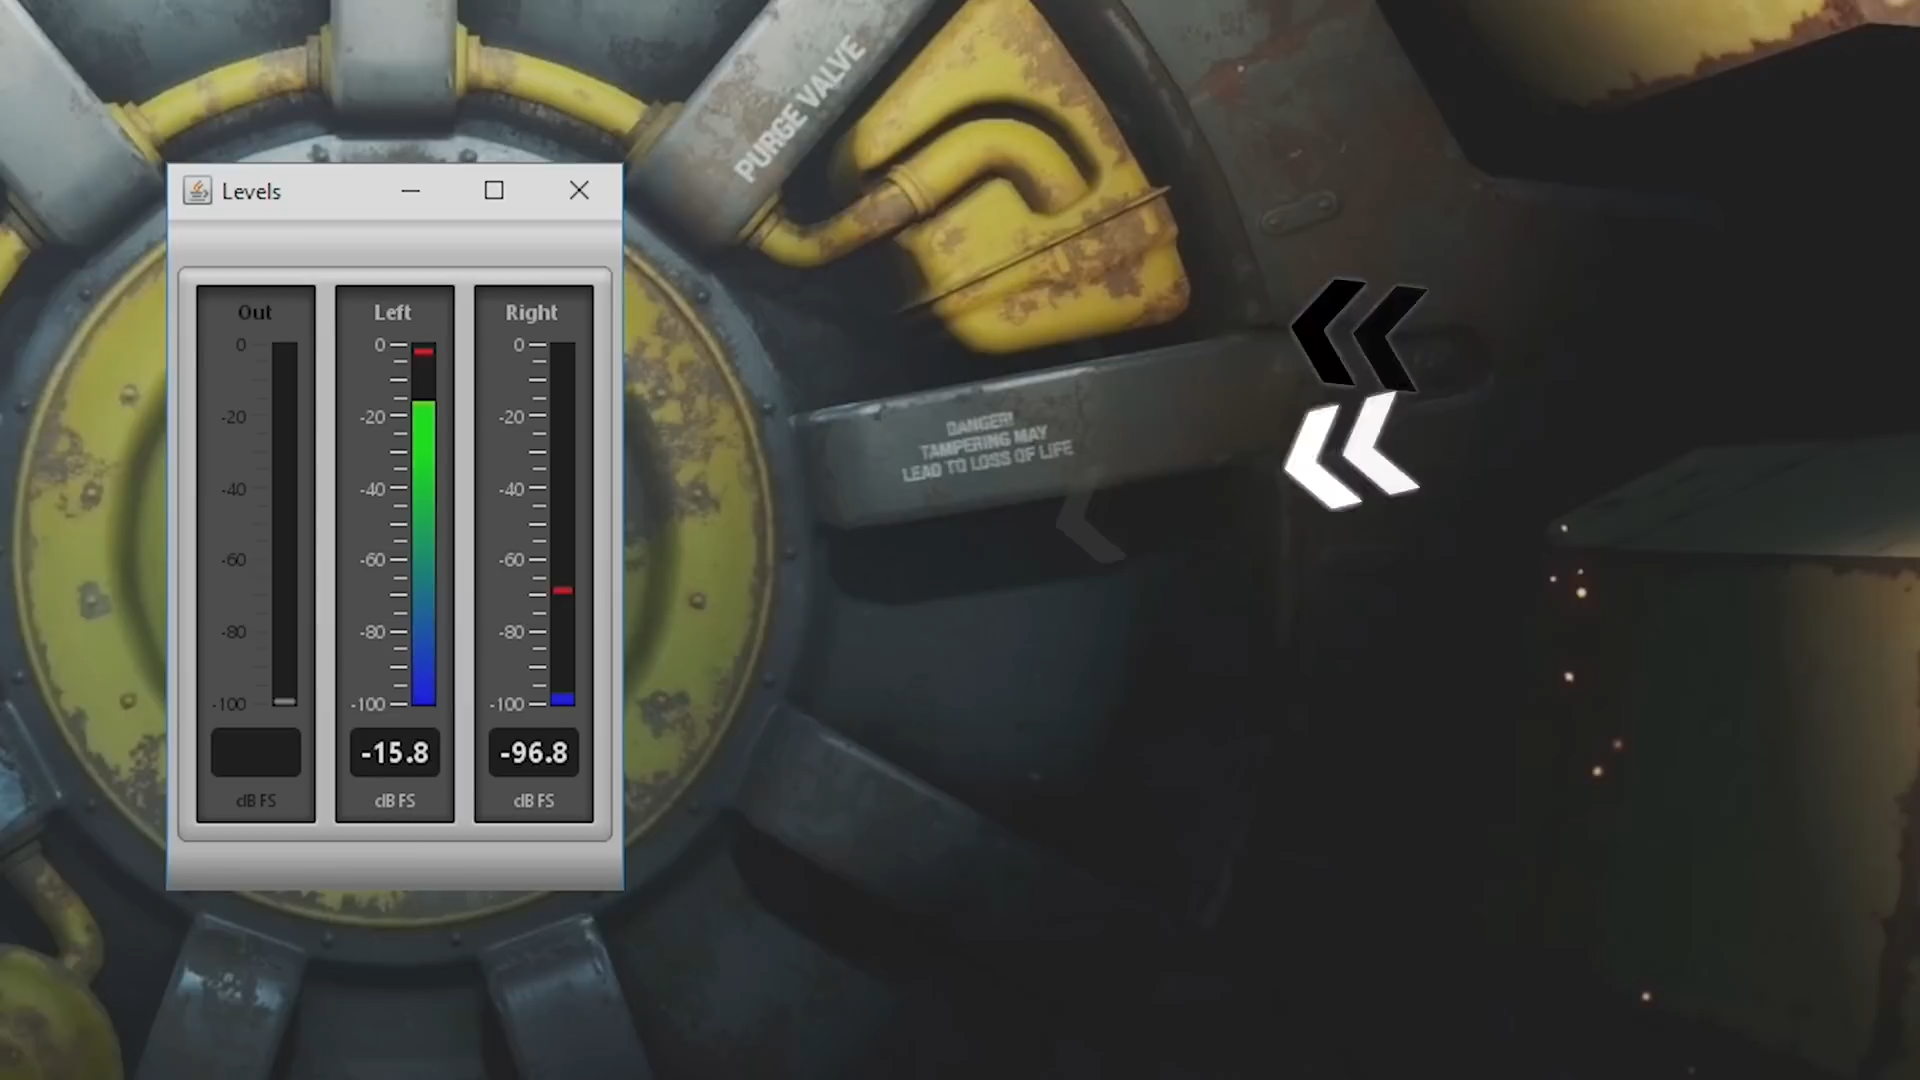 PURGE VALVE
Levels
Out
0
-20
-40
-60
-80
-100
dB FS
Left
0
-20
-40
-60
-80
-100
-15.8
dB FS
Right
0
-20
-40
-60
-80
-100
-96.8
dB FS
DANGER!
TAMPERING MAY
LEAD TO LOSS OF LIFE